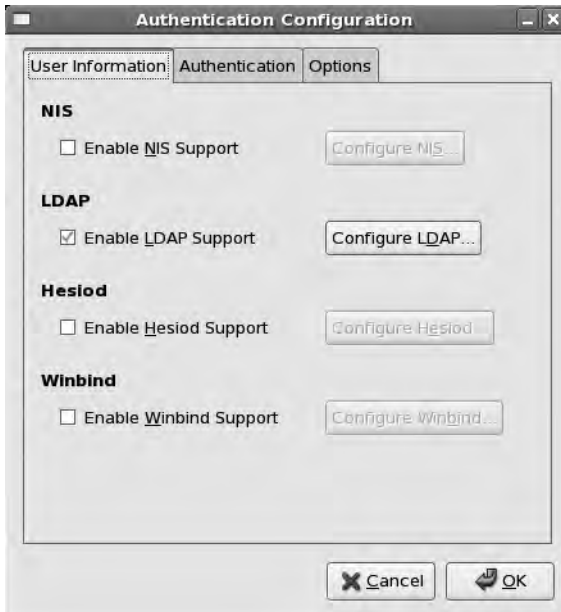 Authentication Configuration
User Information Authentication Options
NIS
Enable NIS Support Configure NIS...
LDAP
Enable LDAP Support Configure LDAP...
Hesiod
Enable Hesiod Support Configure Hesiod...
Winbind
Enable Winbind Support Configure Winbind...
Cancel OK